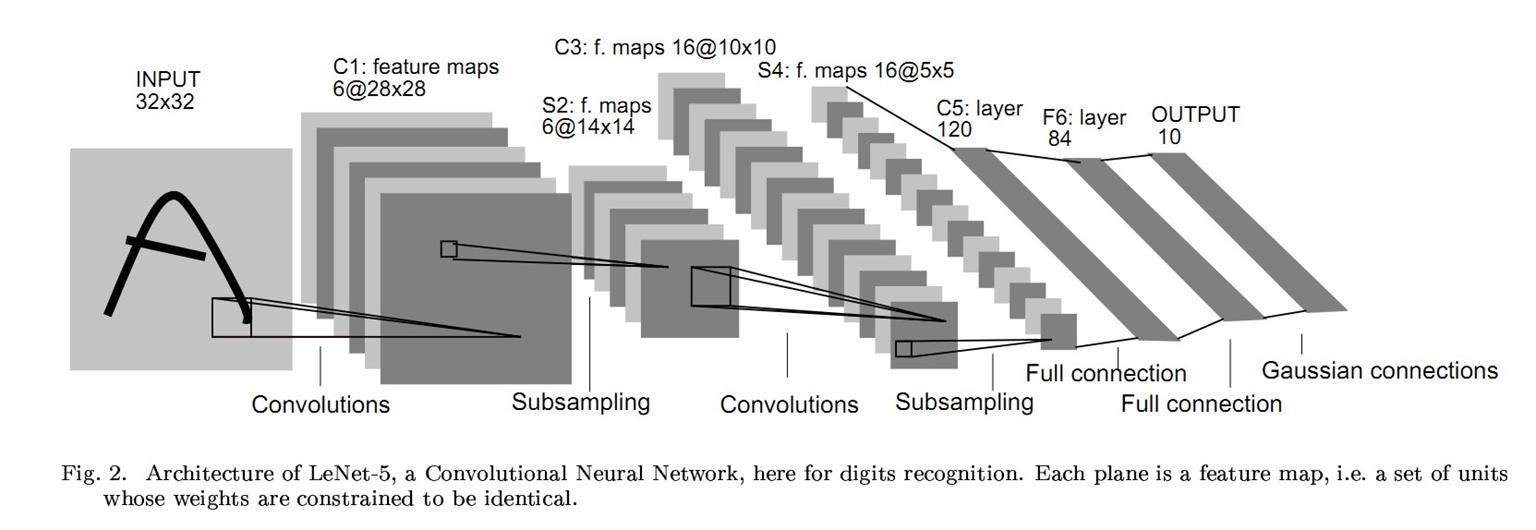 INPUT
32x32
C1: feature maps
6@28x28
S2: f. maps
6@14x14
C3: f. maps 16@10x10
S4: f. maps 16@5x5
C5: layer
120
F6: layer
84
OUTPUT
10
Convolutions
Subsampling
Convolutions
Subsampling
Full connection
Full connection
Gaussian connections
Fig. 2. Architecture of LeNet-5, a Convolutional Neural Network, here for digits recognition. Each plane is a feature map, i.e. a set of units
whose weights are constrained to be identical.